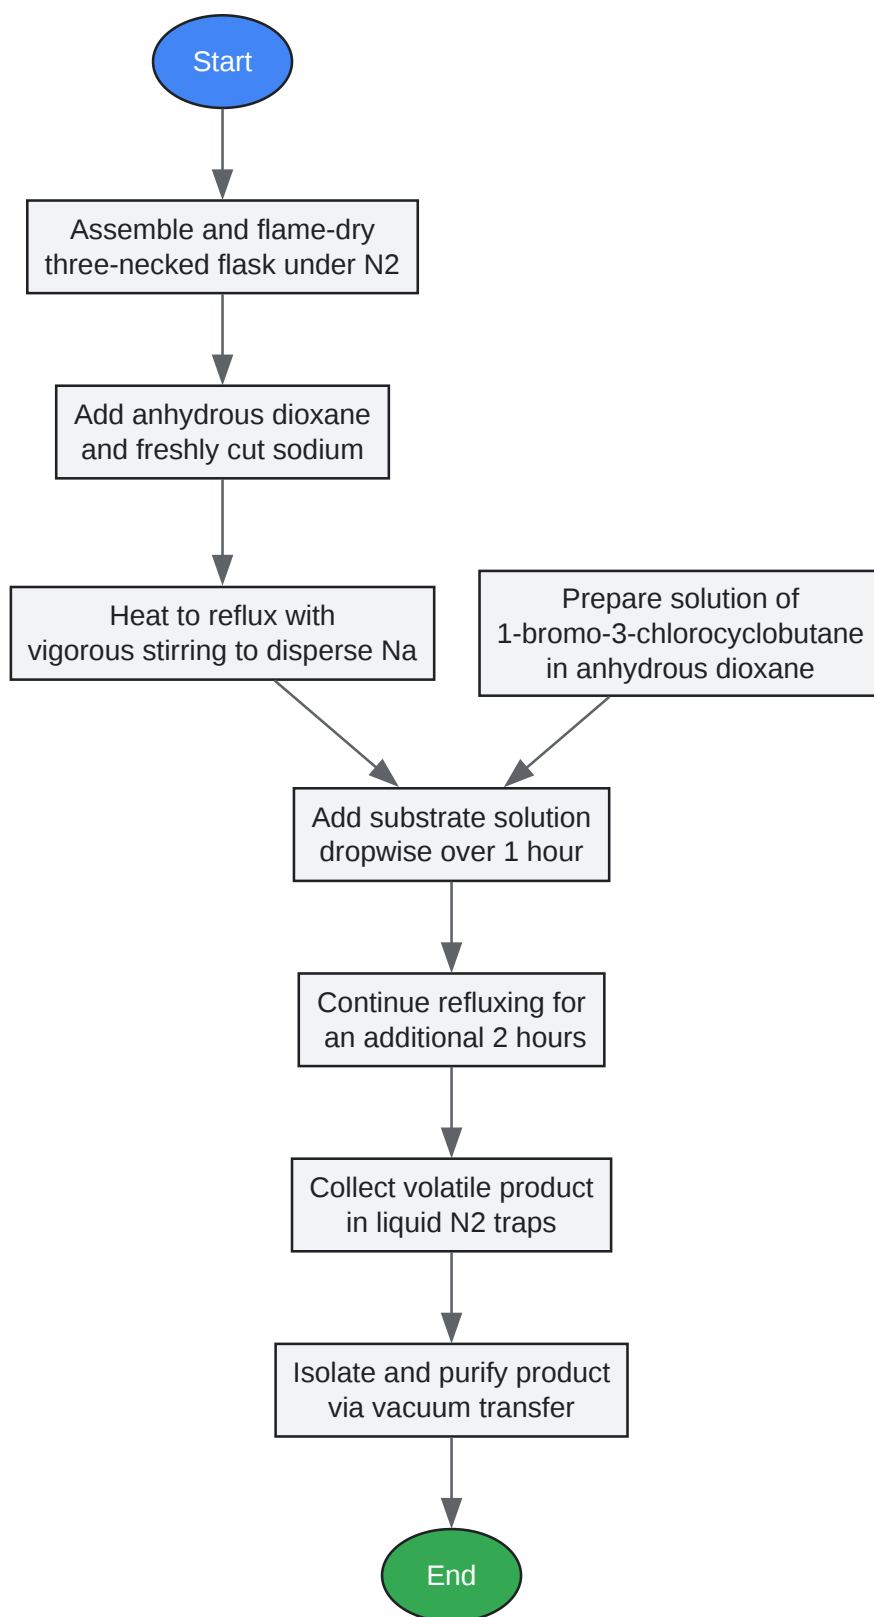 Start
Assemble and flame-dry
three-necked flask under N2
Add anhydrous dioxane
and freshly cut sodium
Heat to reflux with
vigorous stirring to disperse Na
Prepare solution of
1-bromo-3-chlorocyclobutane
in anhydrous dioxane
Add substrate solution
dropwise over 1 hour
Continue refluxing for
an additional 2 hours
Collect volatile product
in liquid N2 traps
Isolate and purify product
via vacuum transfer
End